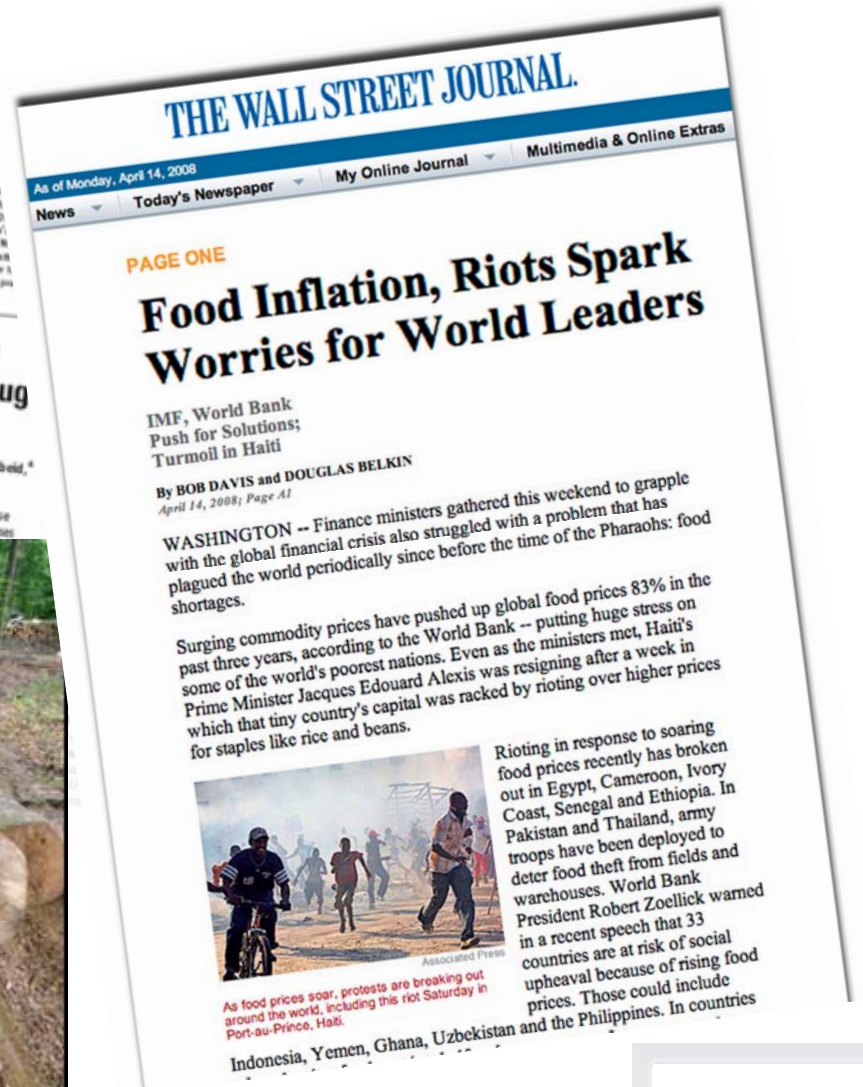 THE WALL STREET JOURNAL.
As of Monday, April 14, 2008
News Today's Newspaper My Online Journal Multimedia & Online Extras
PAGE ONE
Food Inflation, Riots Spark
Worries for World Leaders
IMF, World Bank
Push for Solutions;
Turmoil in Haiti
By BOB DAVIS and DOUGLAS BELKIN
April 14, 2008; Page A1
WASHINGTON -- Finance ministers gathered this weekend to grapple
with the global financial crisis also struggled with a problem that has
plagued the world periodically since before the time of the Pharaohs: food
shortages.
Surging commodity prices have pushed up global food prices 83% in the
past three years, according to the World Bank -- putting huge stress on
some of the world's poorest nations. Even as the ministers met, Haiti's
Prime Minister Jacques Edouard Alexis was resigning after a week in
which that tiny country's capital was racked by rioting over higher prices
for staples like rice and beans.
Rioting in response to soaring
food prices recently has broken
out in Egypt, Cameroon, Ivory
Coast, Senegal and Ethiopia. In
Pakistan and Thailand, army
troops have been deployed to
deter food theft from fields and
warehouses. World Bank
President Robert Zoellick warned
in a recent speech that 33
countries are at risk of social
upheaval because of rising food
prices. Those could include
Associated Press
As food prices soar, protests are breaking out
around the world, including this riot Saturday in
Port-au-Prince, Haiti.
Indonesia, Yemen, Ghana, Uzbekistan and the Philippines. In countries